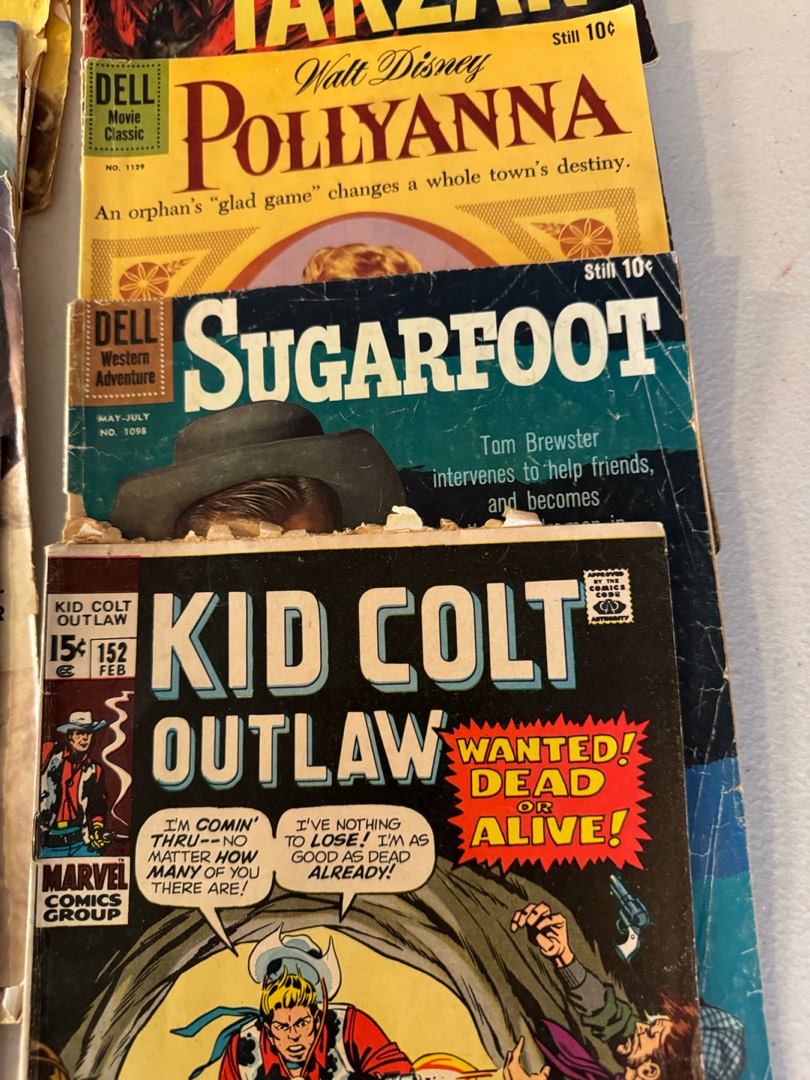 TARZAN
Still 10¢
DELL
Movie
Classic
NO. 1129
Walt Disney
POLLYANNA
An orphan's "glad game" changes a whole town's destiny.
Still 10¢
DELL
Western
Adventure
MAY-JULY
NO. 1098
SUGARFOOT
Tom Brewster
intervenes to help friends,
and becomes
in
KID COLT
OUTLAW
15¢
CC
152
FEB
KID COLT
OUTLAW
APPROVED
BY THE
COMICS
CODE
AUTHORITY
WANTED!
DEAD
OR
ALIVE!
I'M COMIN'
THRU--NO
MATTER HOW
MANY OF YOU
THERE ARE!
I'VE NOTHING
TO LOSE! I'M AS
GOOD AS DEAD
ALREADY!
MARVEL
COMICS
GROUP